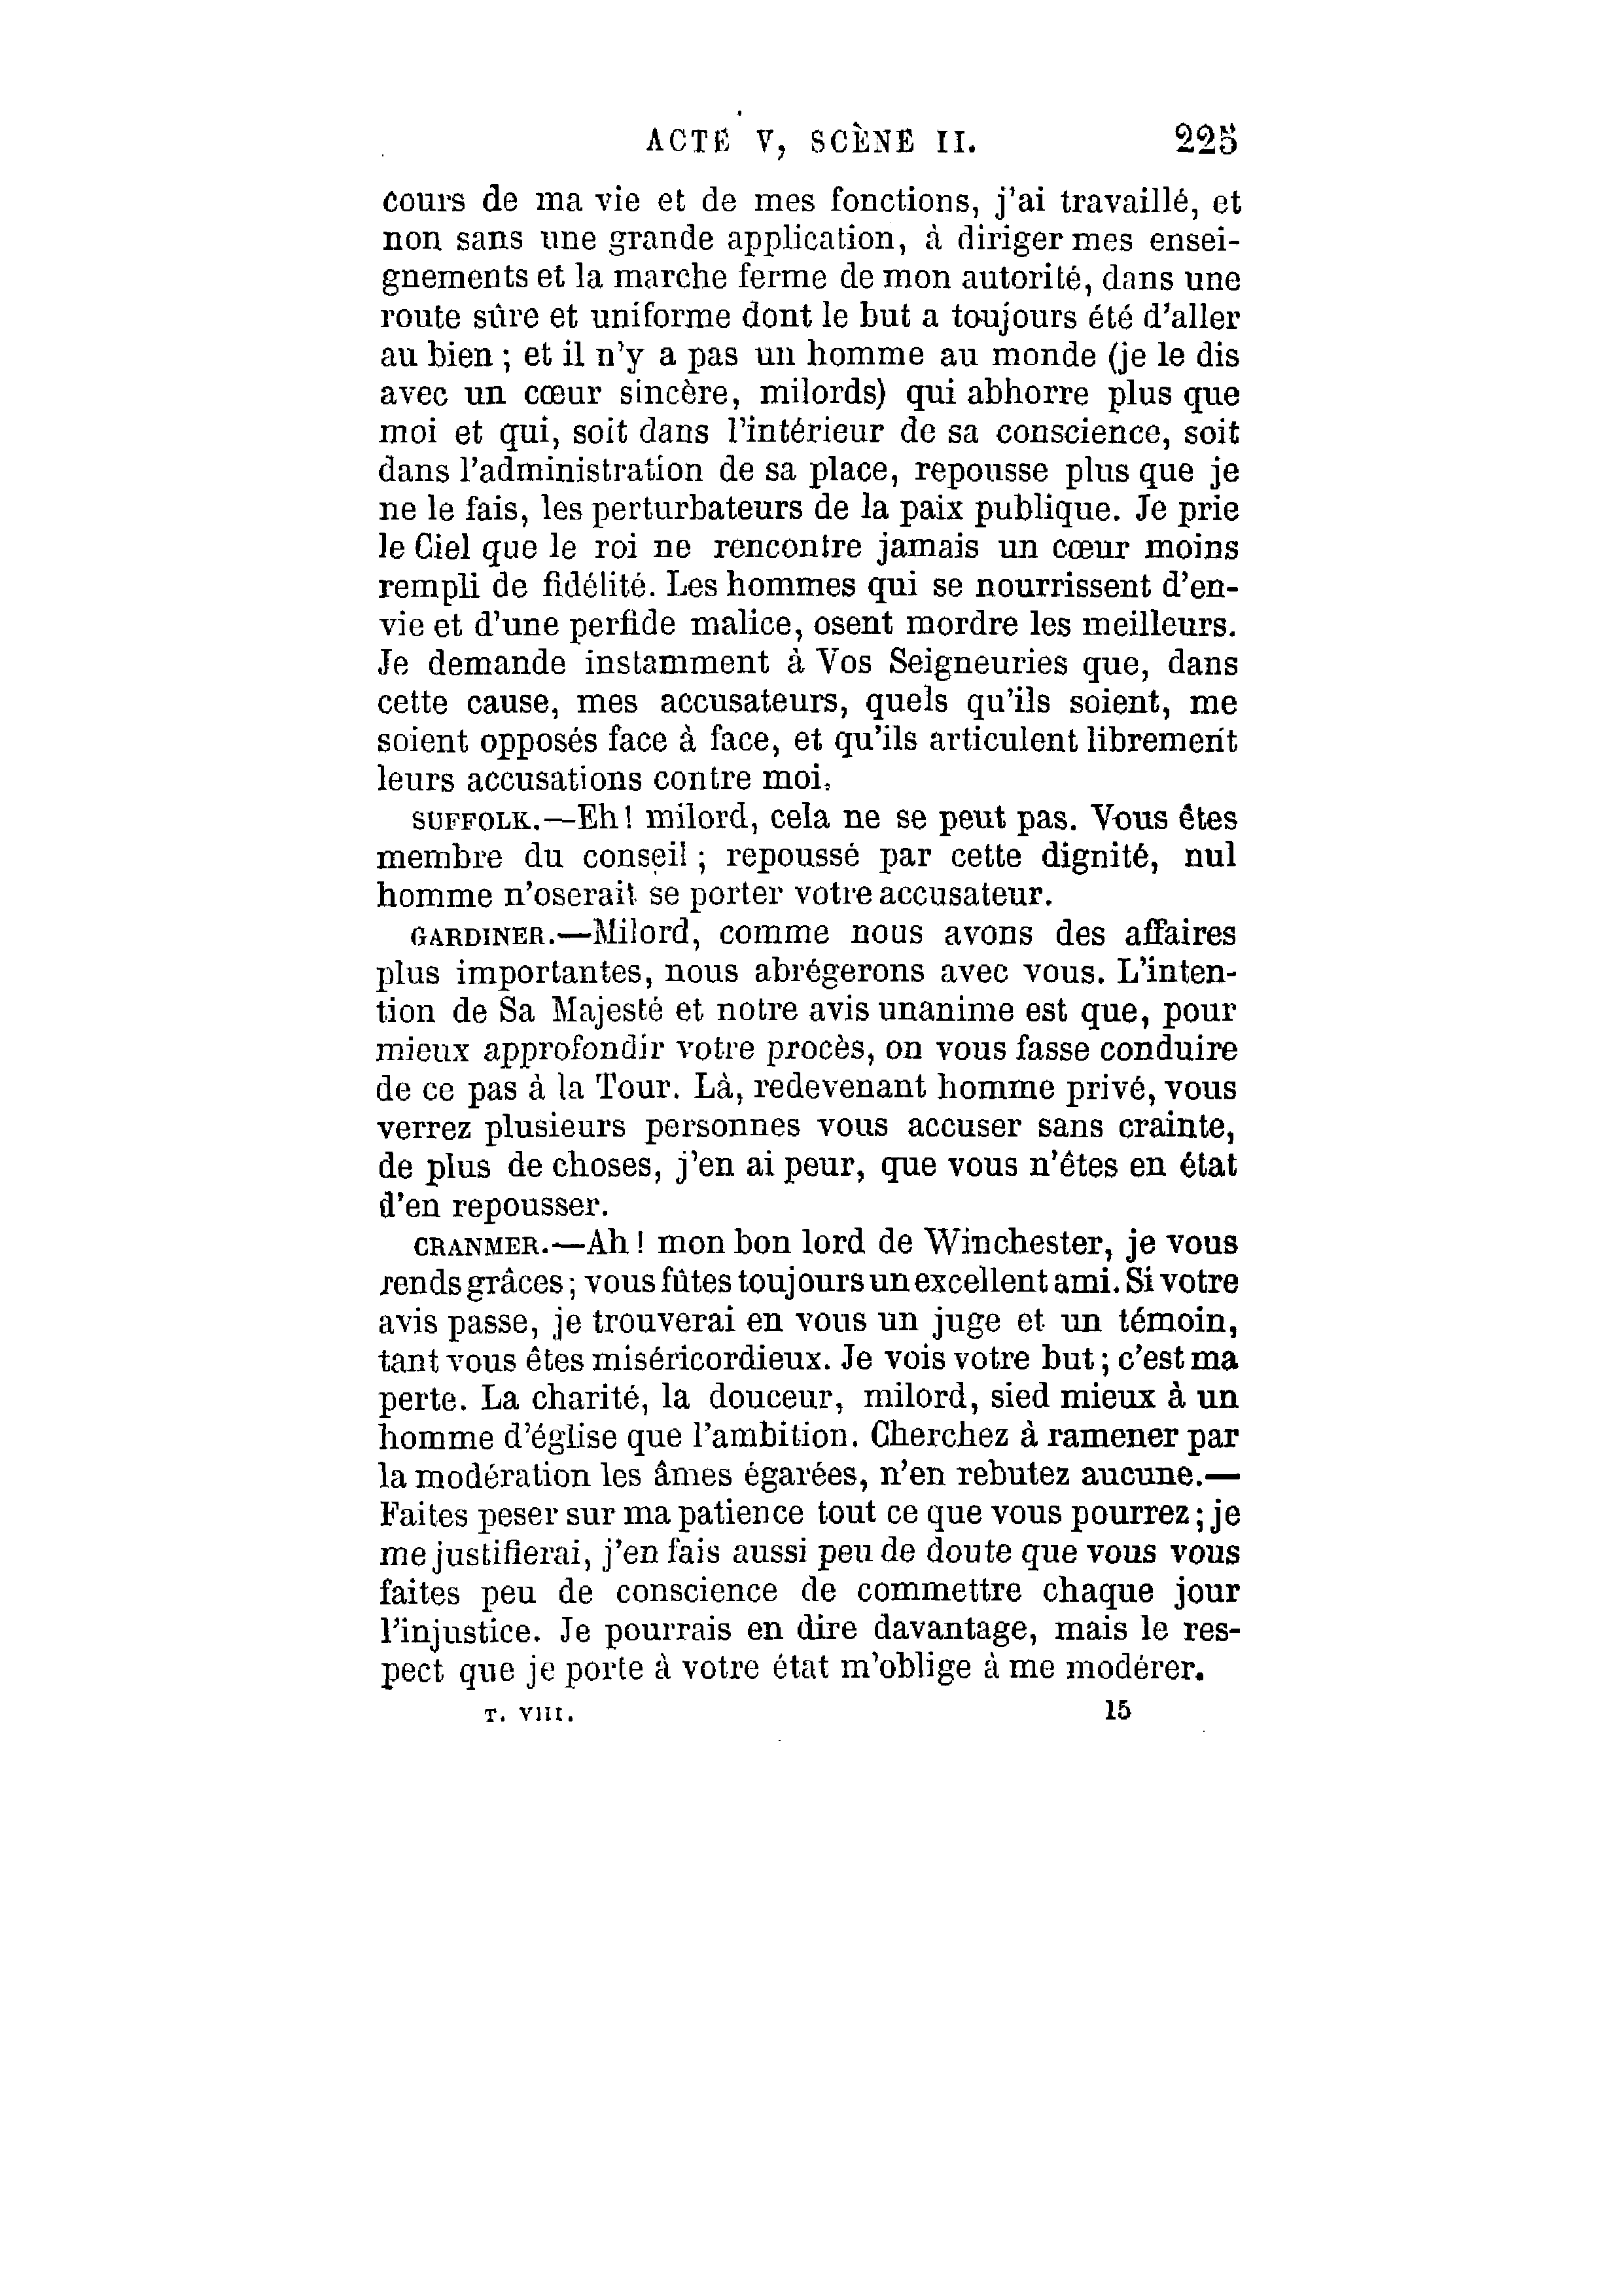 ACTE V, SCÈNE II. 225
cours de ma vie et de mes fonctions, j'ai travaillé, et
non sans une grande application, à diriger mes ensei-
gnements et la marche ferme de mon autorité, dans une
route sûre et uniforme dont le but a toujours été d'aller
au bien ; et il n'y a pas un homme au monde (je le dis
avec un cœur sincère, milords) qui abhorre plus que
moi et qui, soit dans l'intérieur de sa conscience, soit
dans l'administration de sa place, repousse plus que je
ne le fais, les perturbateurs de la paix publique. Je prie
le Ciel que le roi ne rencontre jamais un cœur moins
rempli de fidélité. Les hommes qui se nourrissent d'en-
vie et d'une perfide malice, osent mordre les meilleurs.
Je demande instamment à Vos Seigneuries que, dans
cette cause, mes accusateurs, quels qu'ils soient, me
soient opposés face à face, et qu'ils articulent librement
leurs accusations contre moi.
SUFFOLK.—Eh! milord, cela ne se peut pas. Vous êtes
membre du conseil ; repoussé par cette dignité, nul
homme n'oserait se porter votre accusateur.
GARDINER.—Milord, comme nous avons des affaires
plus importantes, nous abrégerons avec vous. L'inten-
tion de Sa Majesté et notre avis unanime est que, pour
mieux approfondir votre procès, on vous fasse conduire
de ce pas à la Tour. Là, redevenant homme privé, vous
verrez plusieurs personnes vous accuser sans crainte,
de plus de choses, j'en ai peur, que vous n'êtes en état
d'en repousser.
CRANMER.—Ah ! mon bon lord de Winchester, je vous
rends grâces ; vous fûtes toujours un excellent ami. Si votre
avis passe, je trouverai en vous un juge et un témoin,
tant vous êtes miséricordieux. Je vois votre but ; c'est ma
perte. La charité, la douceur, milord, sied mieux à un
homme d'église que l'ambition. Cherchez à ramener par
la modération les âmes égarées, n'en rebutez aucune.—
Faites peser sur ma patience tout ce que vous pourrez ; je
me justifierai, j'en fais aussi peu de doute que vous vous
faites peu de conscience de commettre chaque jour
l'injustice. Je pourrais en dire davantage, mais le res-
pect que je porte à votre état m'oblige à me modérer.
T. VIII. 15